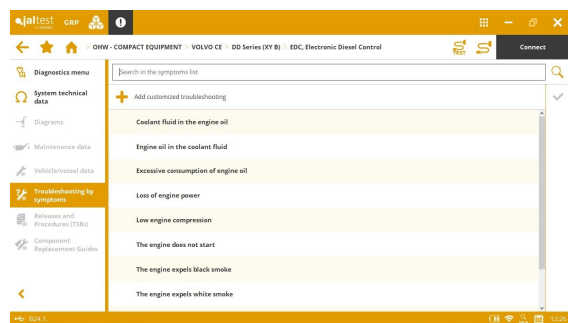 jaltest GRP
OHW - COMPACT EQUIPMENT > VOLVO CE > DD Series (XY B) > EDC, Electronic Diesel Control
TEST
Connect
Diagnostics menu
System technical data
Diagrams
Maintenance data
Vehicle/vessel data
Troubleshooting by symptoms
Releases and Procedures (TSBs)
Component Replacement Guides
Search in the symptoms list
Add customized troubleshooting
Coolant fluid in the engine oil
Engine oil in the coolant fluid
Excessive consumption of engine oil
Loss of engine power
Low engine compression
The engine does not start
The engine expels black smoke
The engine expels white smoke
B24.1.
12:26